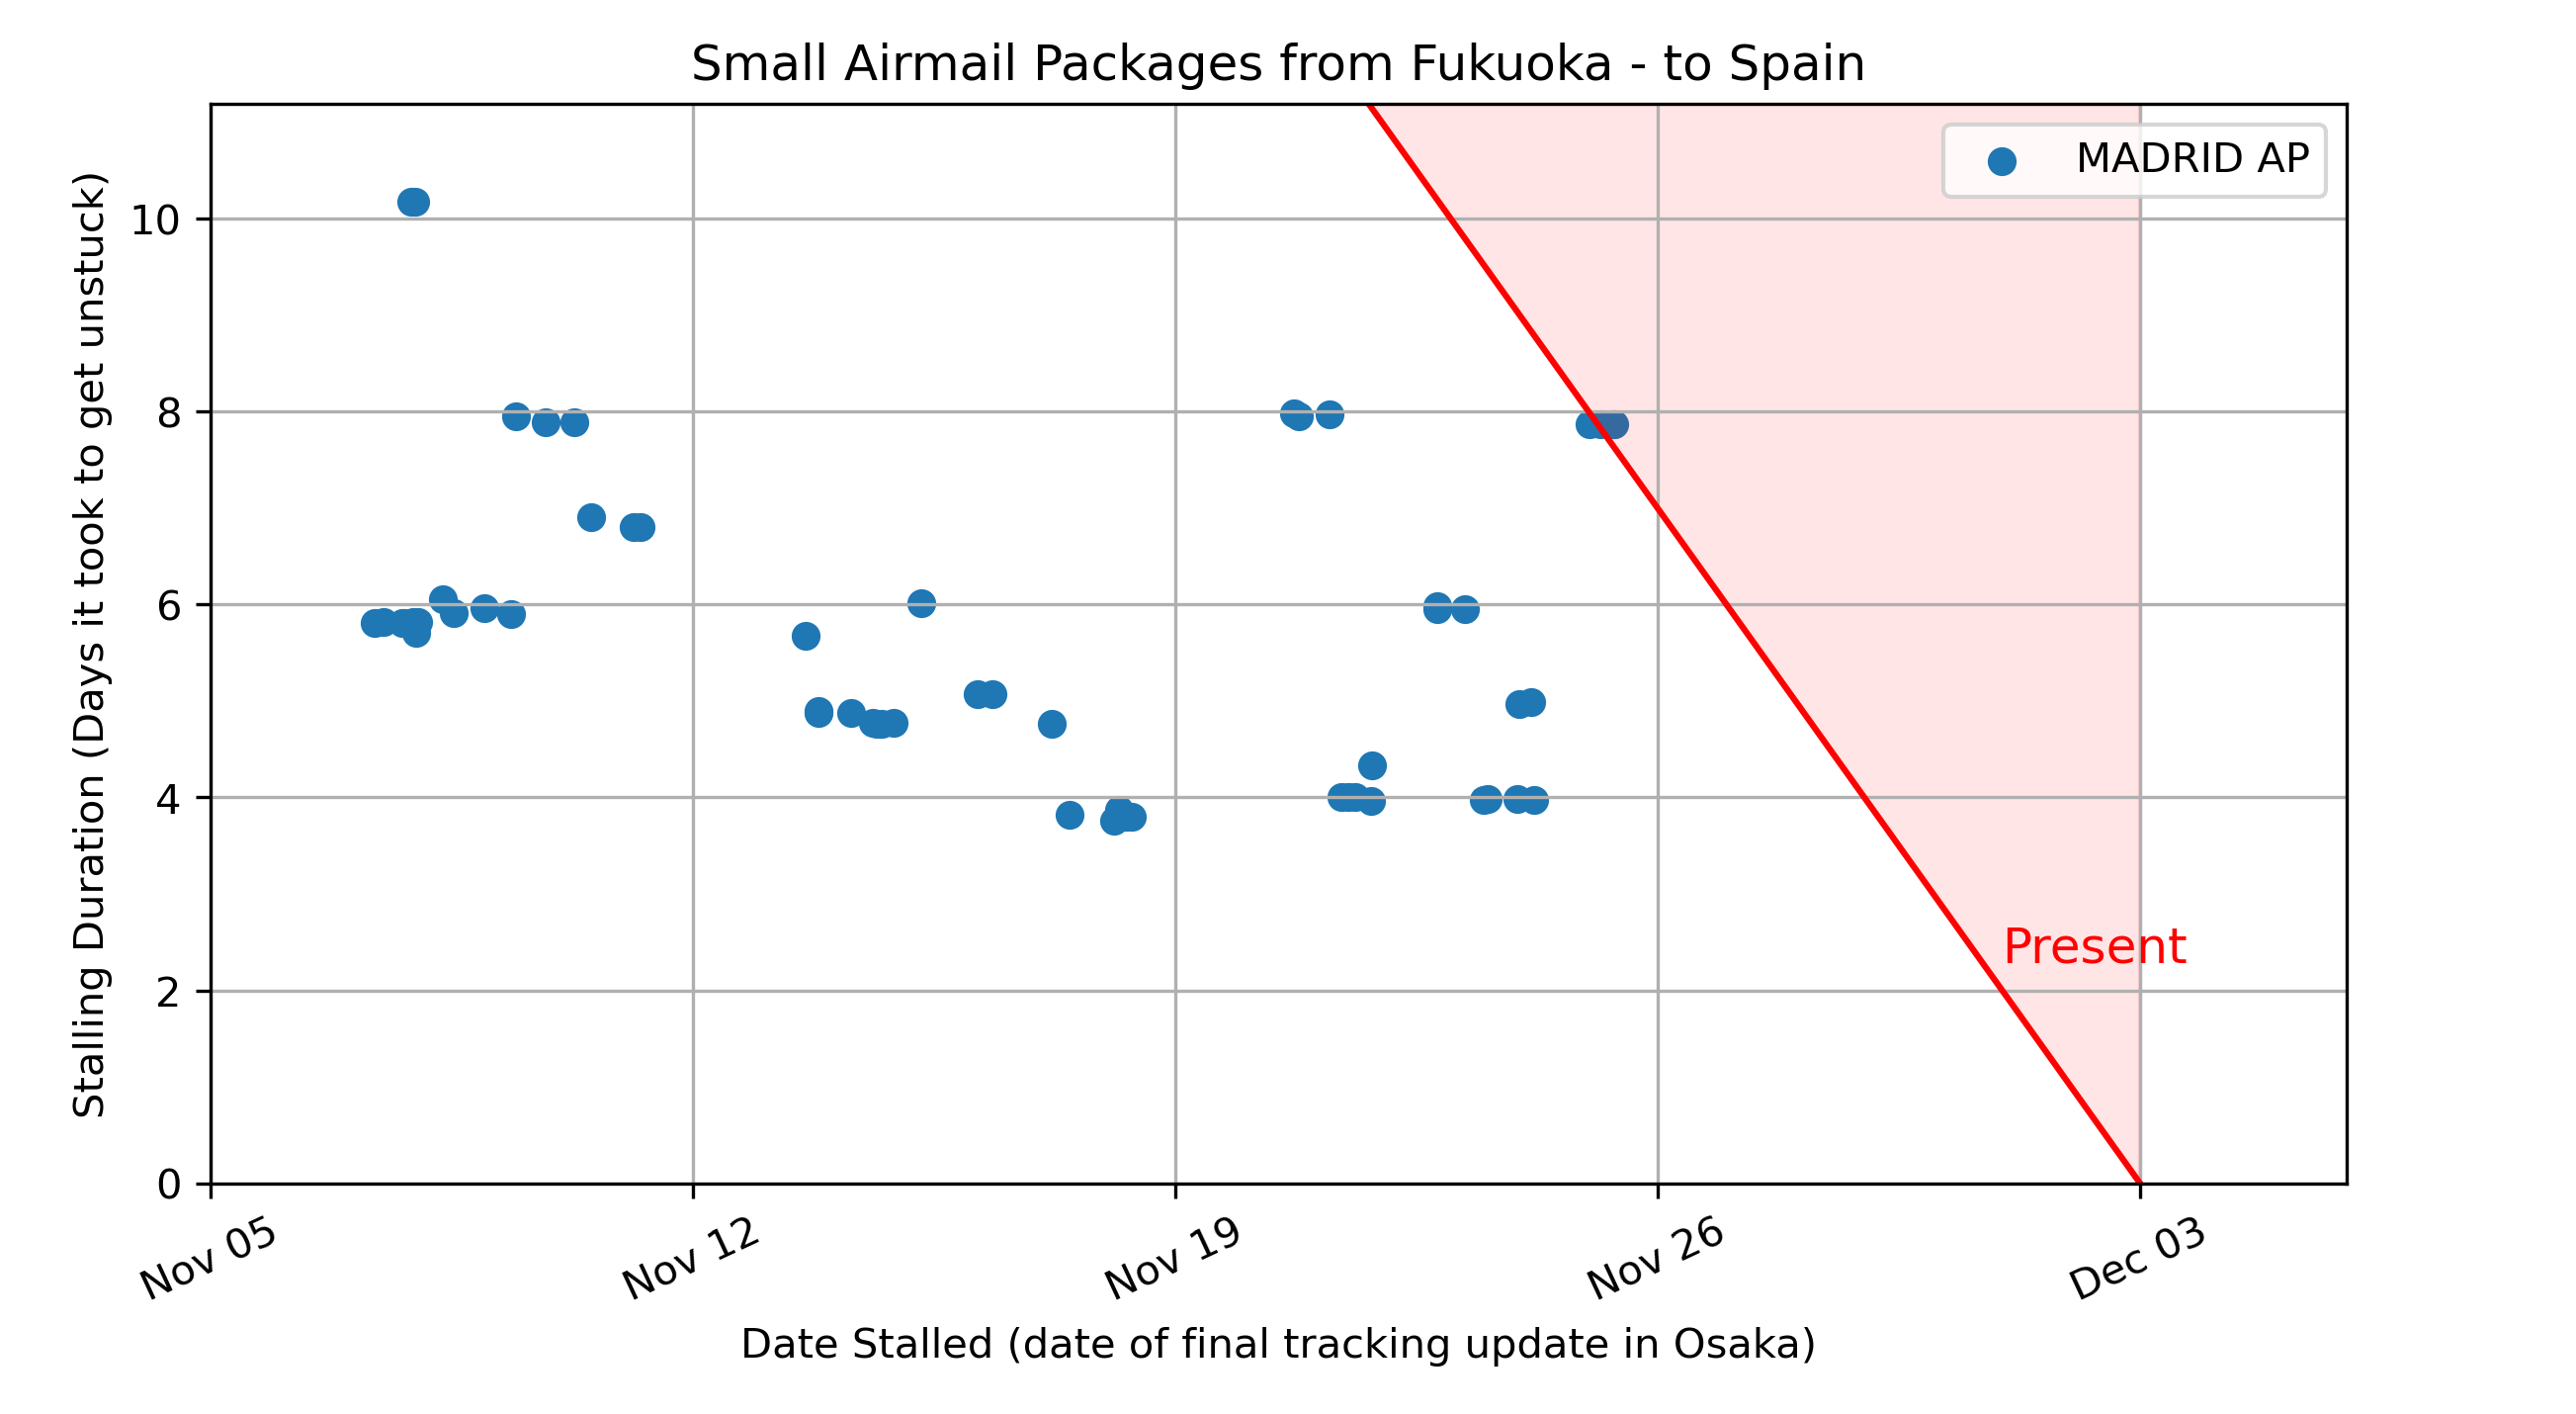 Small Airmail Packages from Fukuoka - to Spain
MADRID AP
Stalling Duration (Days it took to get unstuck)
10
8
6
4
2
0
Present
Nov 05
Nov 12
Nov 19
Nov 26
Dec 03
Date Stalled (date of final tracking update in Osaka)